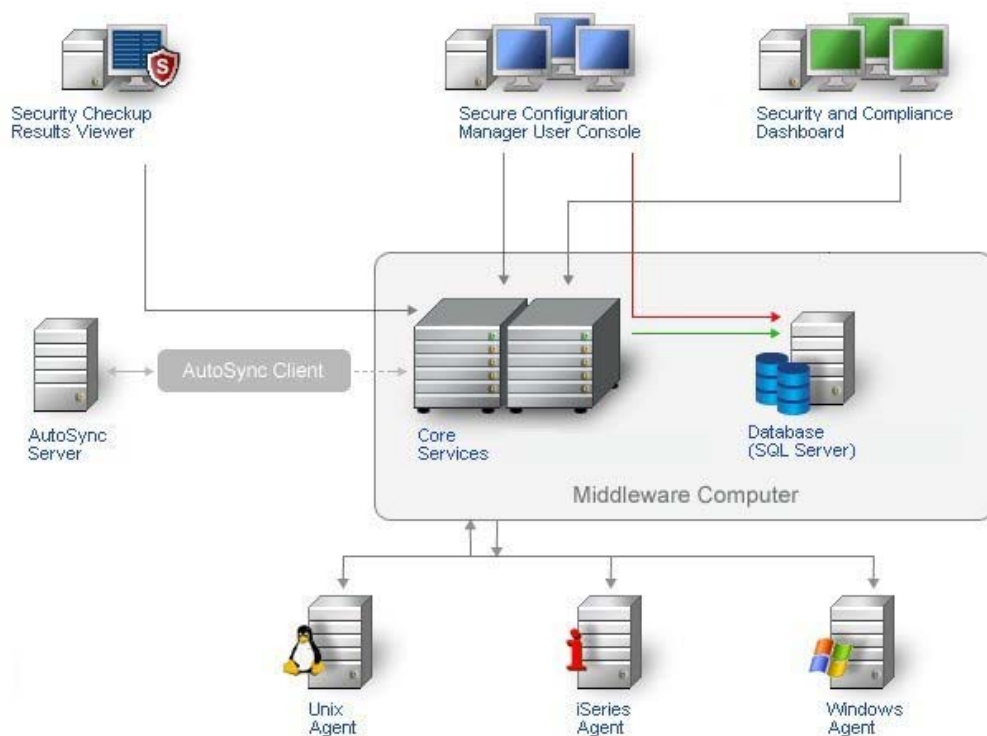 S
Security Checkup
Results Viewer
Secure Configuration
Manager User Console
Security and Compliance
Dashboard
AutoSync Client
AutoSync
Server
Core
Services
Database
(SQL Server)
Middleware Computer
i
Unix
Agent
iSeries
Agent
Windows
Agent